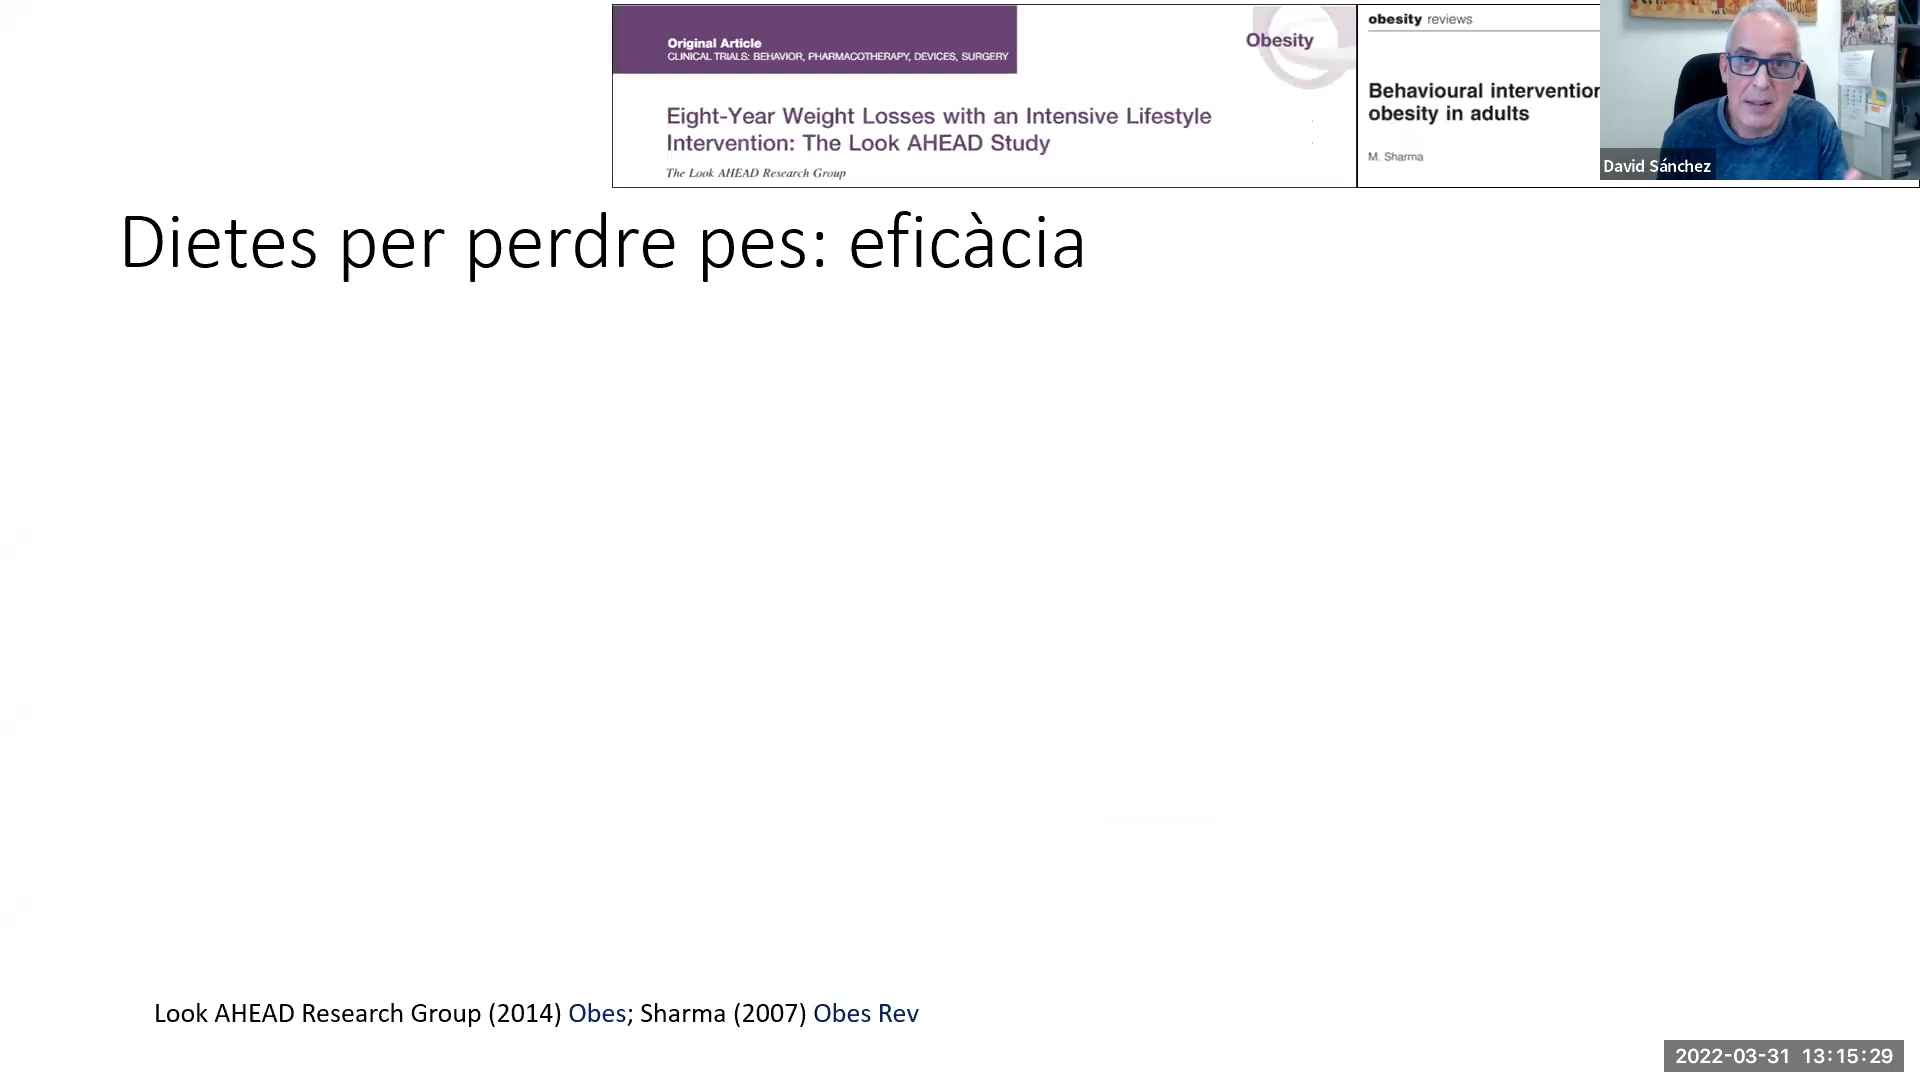 Original Article
CLINICAL TRIALS: BEHAVIOR, PHARMACOTHERAPY, DEVICES, SURGERY
Obesity
Eight-Year Weight Losses with an Intensive Lifestyle
Intervention: The Look AHEAD Study
The Look AHEAD Research Group
obesity reviews
Behavioural intervention
obesity in adults
M. Sharma
David Sánchez
Dietes per perdre pes: eficàcia
Look AHEAD Research Group (2014) Obes; Sharma (2007) Obes Rev
2022-03-31 13:15:29